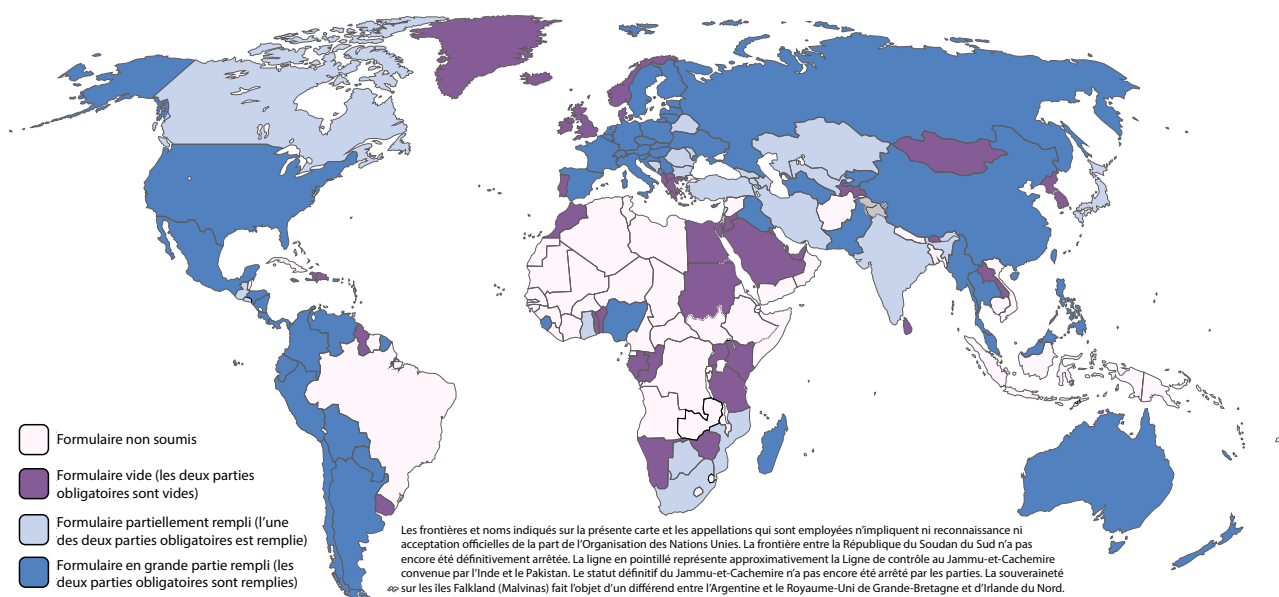 Formulaire non soumis
Formulaire vide (les deux parties
obligatoires sont vides)
Formulaire partiellement rempli (l'une
des deux parties obligatoires est remplie)
Formulaire en grande partie rempli (les
deux parties obligatoires sont remplies)
Les frontières et noms indiqués sur la présente carte et les appellations qui sont employées n'impliquent ni reconnaissance ni
acceptation officielles de la part de l'Organisation des Nations Unies. La frontière entre la République du Soudan du Sud n'a pas
encore été définitivement arrêtée. La ligne en pointillé représente approximativement la Ligne de contrôle au Jammu-et-Cachemire
convenue par l'Inde et le Pakistan. Le statut définitif du Jammu-et-Cachemire n'a pas encore été arrêté par les parties. La souveraineté
sur les îles Falkland (Malvinas) fait l'objet d'un différend entre l'Argentine et le Royaume-Uni de Grande-Bretagne et d'Irlande du Nord.